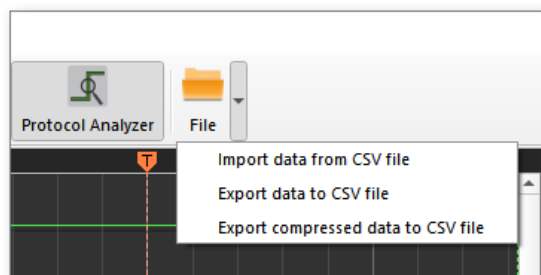 Protocol Analyzer
File
Import data from CSV file
T
Export data to CSV file
Export compressed data to CSV file